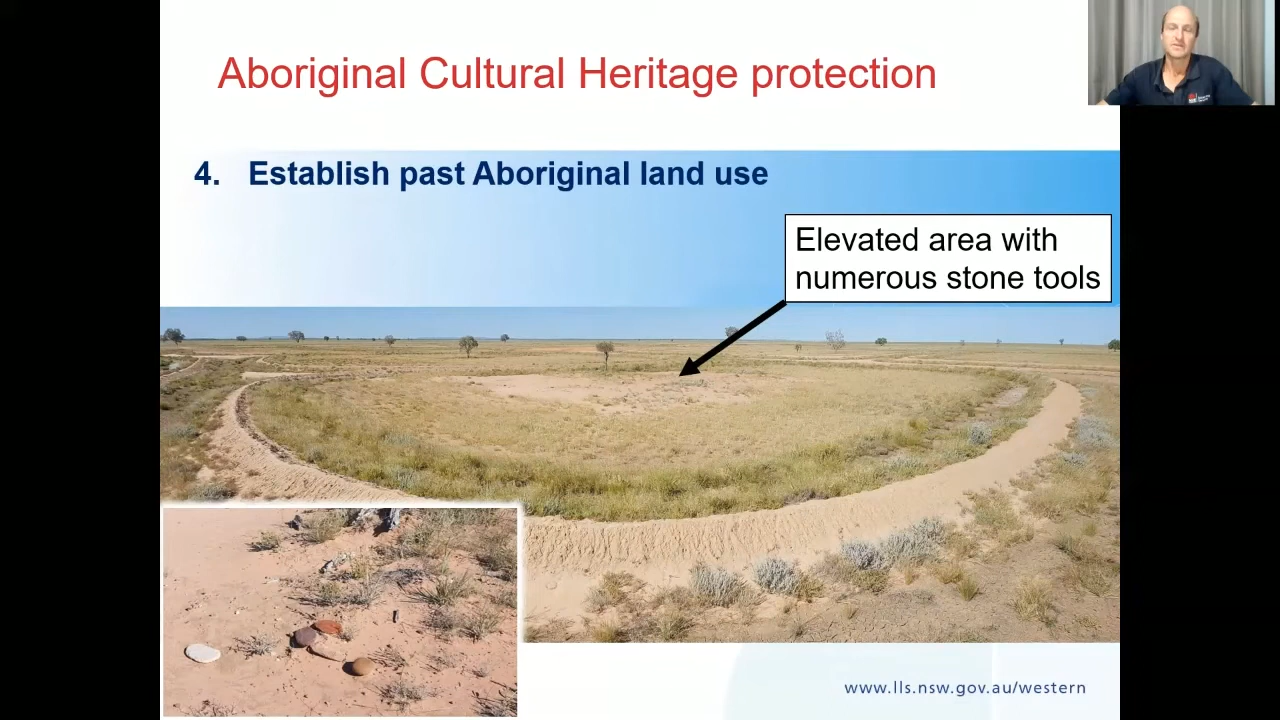 Aboriginal Cultural Heritage protection
4. Establish past Aboriginal land use
Elevated area with
numerous stone tools
www.lls.nsw.gov.au/western